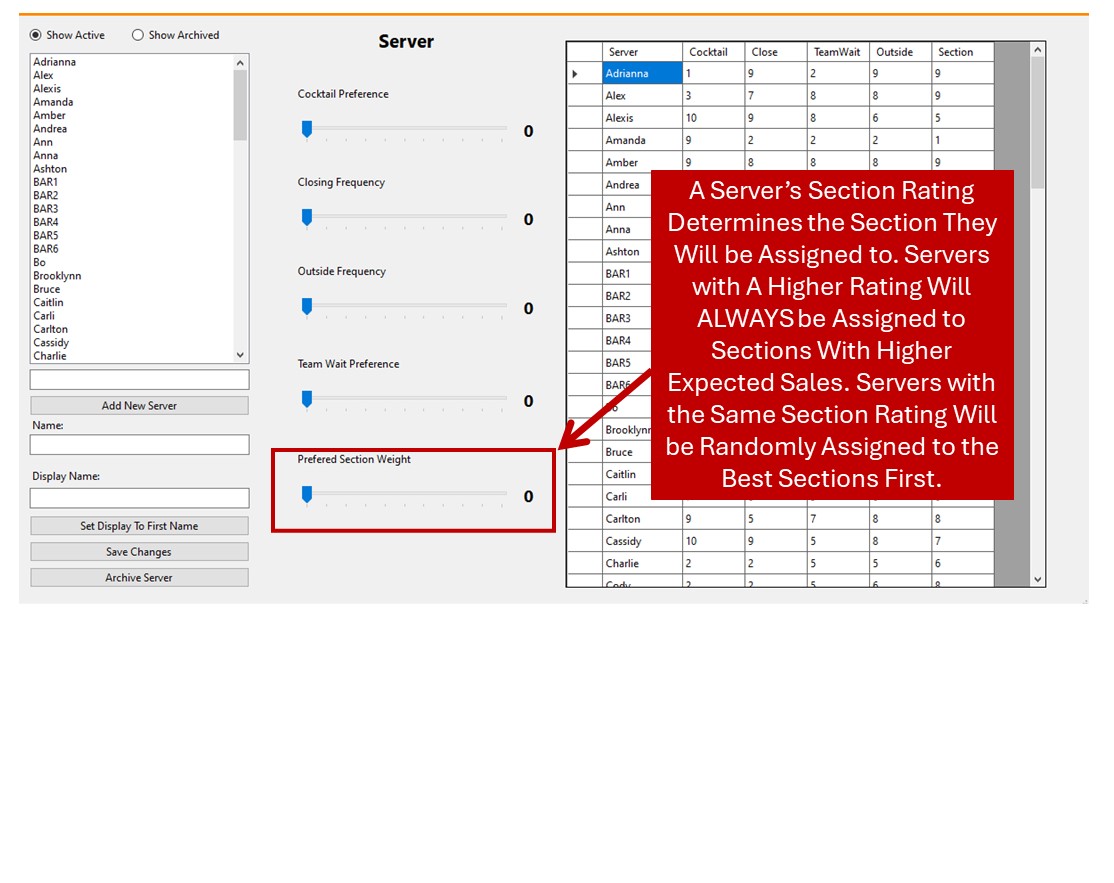 Show Active Show Archived
Adrianna
Alex
Alexis
Amanda
Amber
Andrea
Ann
Anna
Ashton
BAR1
BAR2
BAR3
BAR4
BAR5
BAR6
Bo
Brooklynn
Bruce
Caitlin
Carli
Carlton
Cassidy
Charlie
Add New Server
Name:
Display Name:
Set Display To First Name
Save Changes
Archive Server
Server
Cocktail Preference
0
Closing Frequency
0
Outside Frequency
0
Team Wait Preference
0
Prefered Section Weight
0
Server Cocktail Close TeamWait Outside Section
Adrianna 1 9 2 9 9
Alex 3 7 8 8 9
Alexis 10 9 8 6 5
Amanda 9 2 2 2 1
Amber 9 8 8 8 9
Andrea
Ann
Anna
Ashton
BAR1
BAR2
BAR3
BAR4
BAR5
BAR6
Brooklynn
Bruce
Caitlin
Carli
Carlton 9 5 7 8 8
Cassidy 10 9 5 8 7
Charlie 2 2 5 5 6
Cody 2 2 5 6 8
A Server’s Section Rating
Determines the Section They
Will be Assigned to. Servers
with A Higher Rating Will
ALWAYS be Assigned to
Sections With Higher
Expected Sales. Servers with
the Same Section Rating Will
be Randomly Assigned to the
Best Sections First.